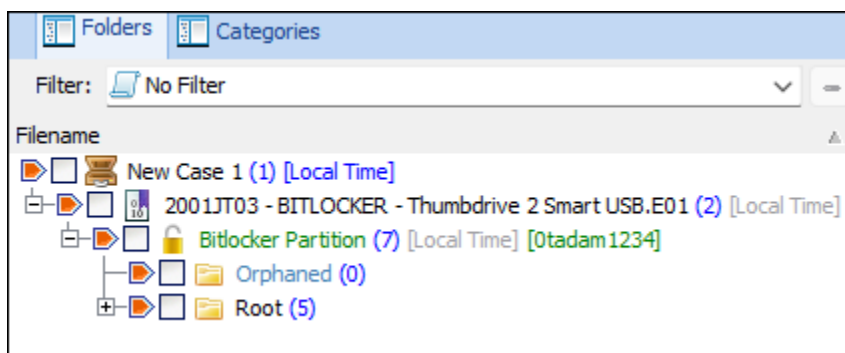 Folders Categories
Filter: No Filter
Filename
New Case 1 (1) [Local Time]
2001JT03 - BITLOCKER - Thumbdrive 2 Smart USB.E01 (2) [Local Time]
Bitlocker Partition (7) [Local Time] [0tadam1234]
Orphaned (0)
Root (5)